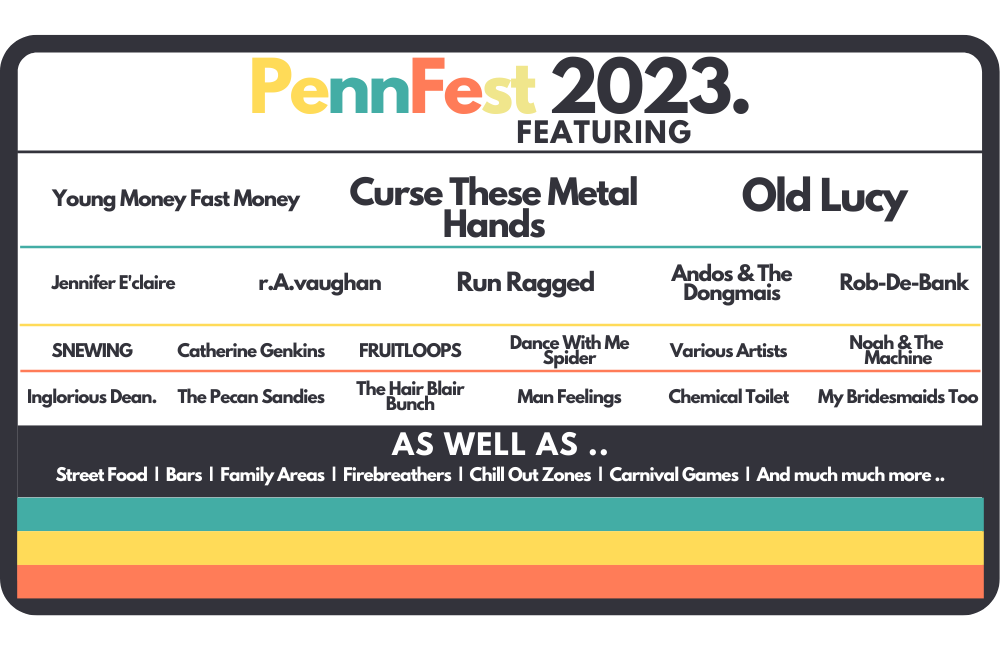 PennFest 2023.
FEATURING
Young Money Fast Money
Curse These Metal
Hands
Old Lucy
Jennifer E'claire
r.A.vaughan
Run Ragged
Andos & The
Dongmais
Rob-De-Bank
SNEWING
Catherine Genkins
FRUITLOOPS
Dance With Me
Spider
Various Artists
Noah & The
Machine
Inglorious Dean.
The Pecan Sandies
The Hair Blair
Bunch
Man Feelings
Chemical Toilet
My Bridesmaids Too
AS WELL AS ..
Street Food | Bars | Family Areas | Firebreathers | Chill Out Zones | Carnival Games | And much much more ..